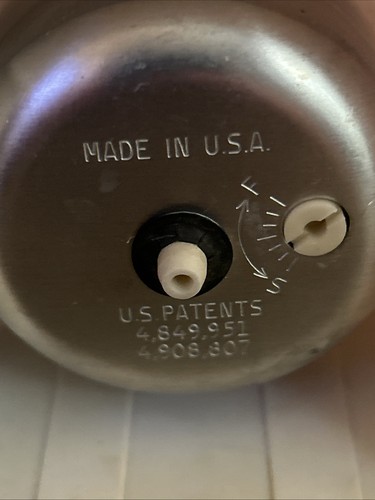 MADE IN U.S.A.
F
S
U.S. PATENTS
4,849,951
4,908,807